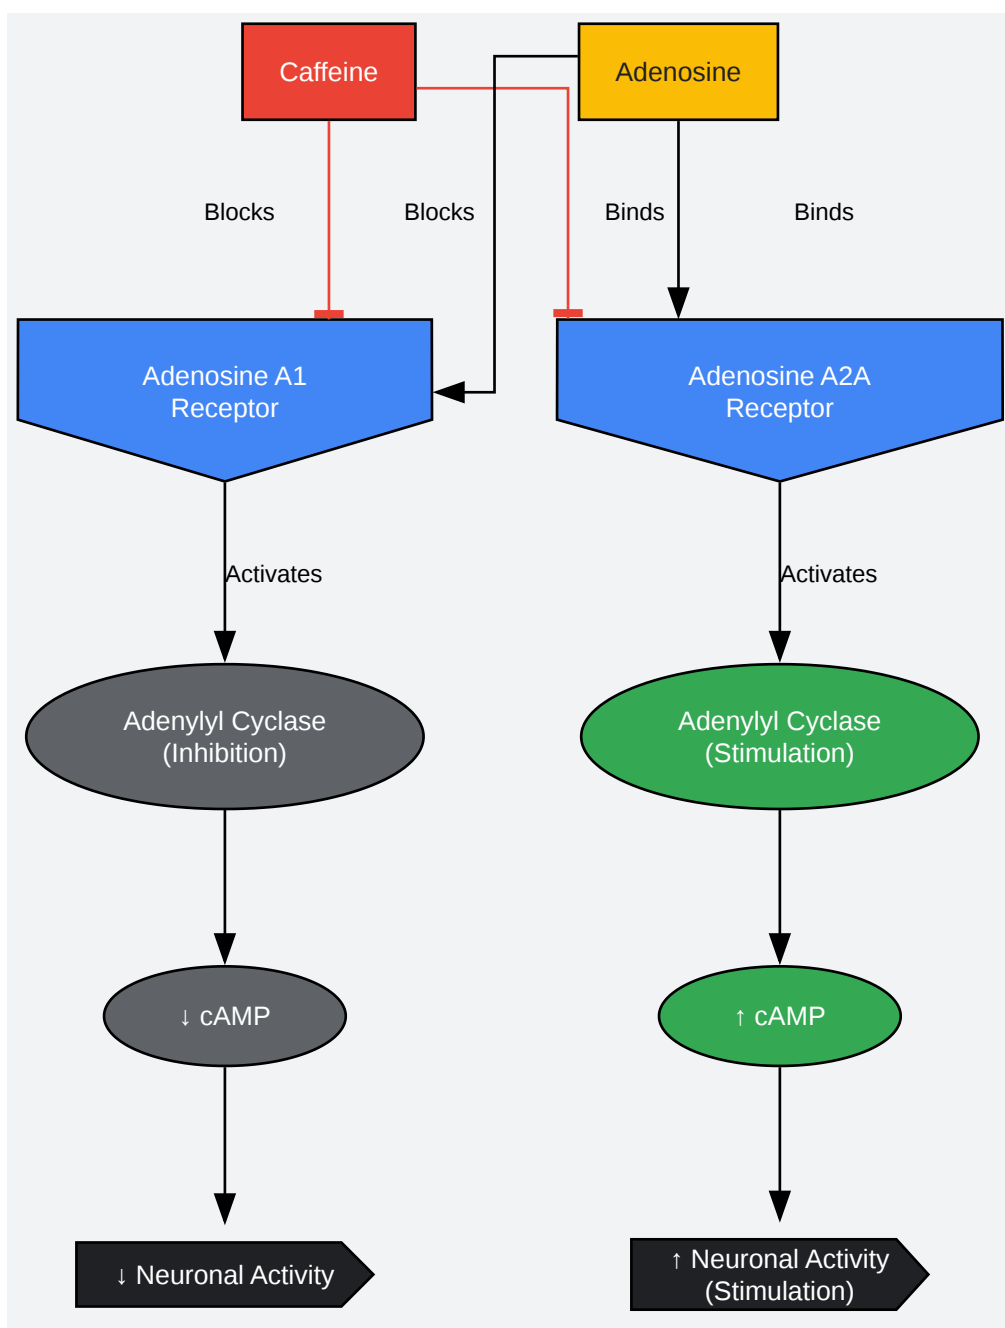 Caffeine
Adenosine
Blocks
Blocks
Binds
Binds
Adenosine A1
Receptor
Adenosine A2A
Receptor
Activates
Activates
Adenylyl Cyclase
(Inhibition)
Adenylyl Cyclase
(Stimulation)
↓ cAMP
↑ cAMP
↓ Neuronal Activity
↑ Neuronal Activity
(Stimulation)